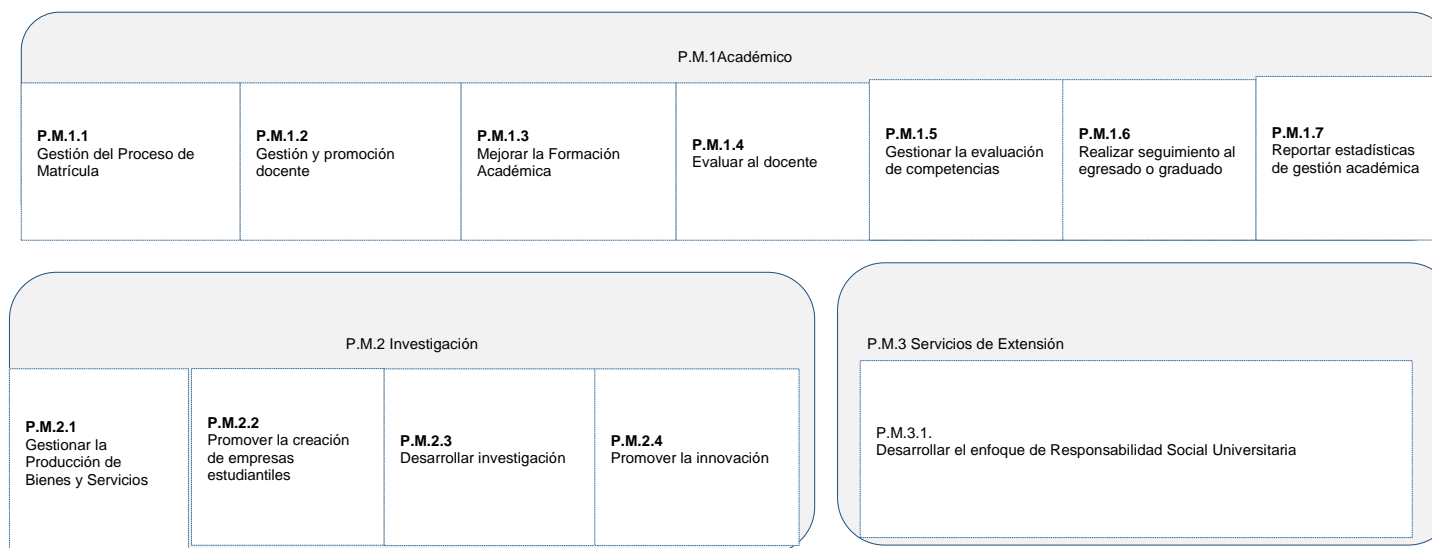 P.M.1Académico
P.M.1.1
Gestión del Proceso de
Matrícula
P.M.1.2
Gestión y promoción
docente
P.M.1.3
Mejorar la Formación
Académica
P.M.1.4
Evaluar al docente
P.M.1.5
Gestionar la evaluación
de competencias
P.M.1.6
Realizar seguimiento al
egresado o graduado
P.M.1.7
Reportar estadísticas
de gestión académica
P.M.2 Investigación
P.M.2.1
Gestionar la
Producción de
Bienes y Servicios
P.M.2.2
Promover la creación
de empresas
estudiantiles
P.M.2.3
Desarrollar investigación
P.M.2.4
Promover la innovación
P.M.3 Servicios de Extensión
P.M.3.1.
Desarrollar el enfoque de Responsabilidad Social Universitaria